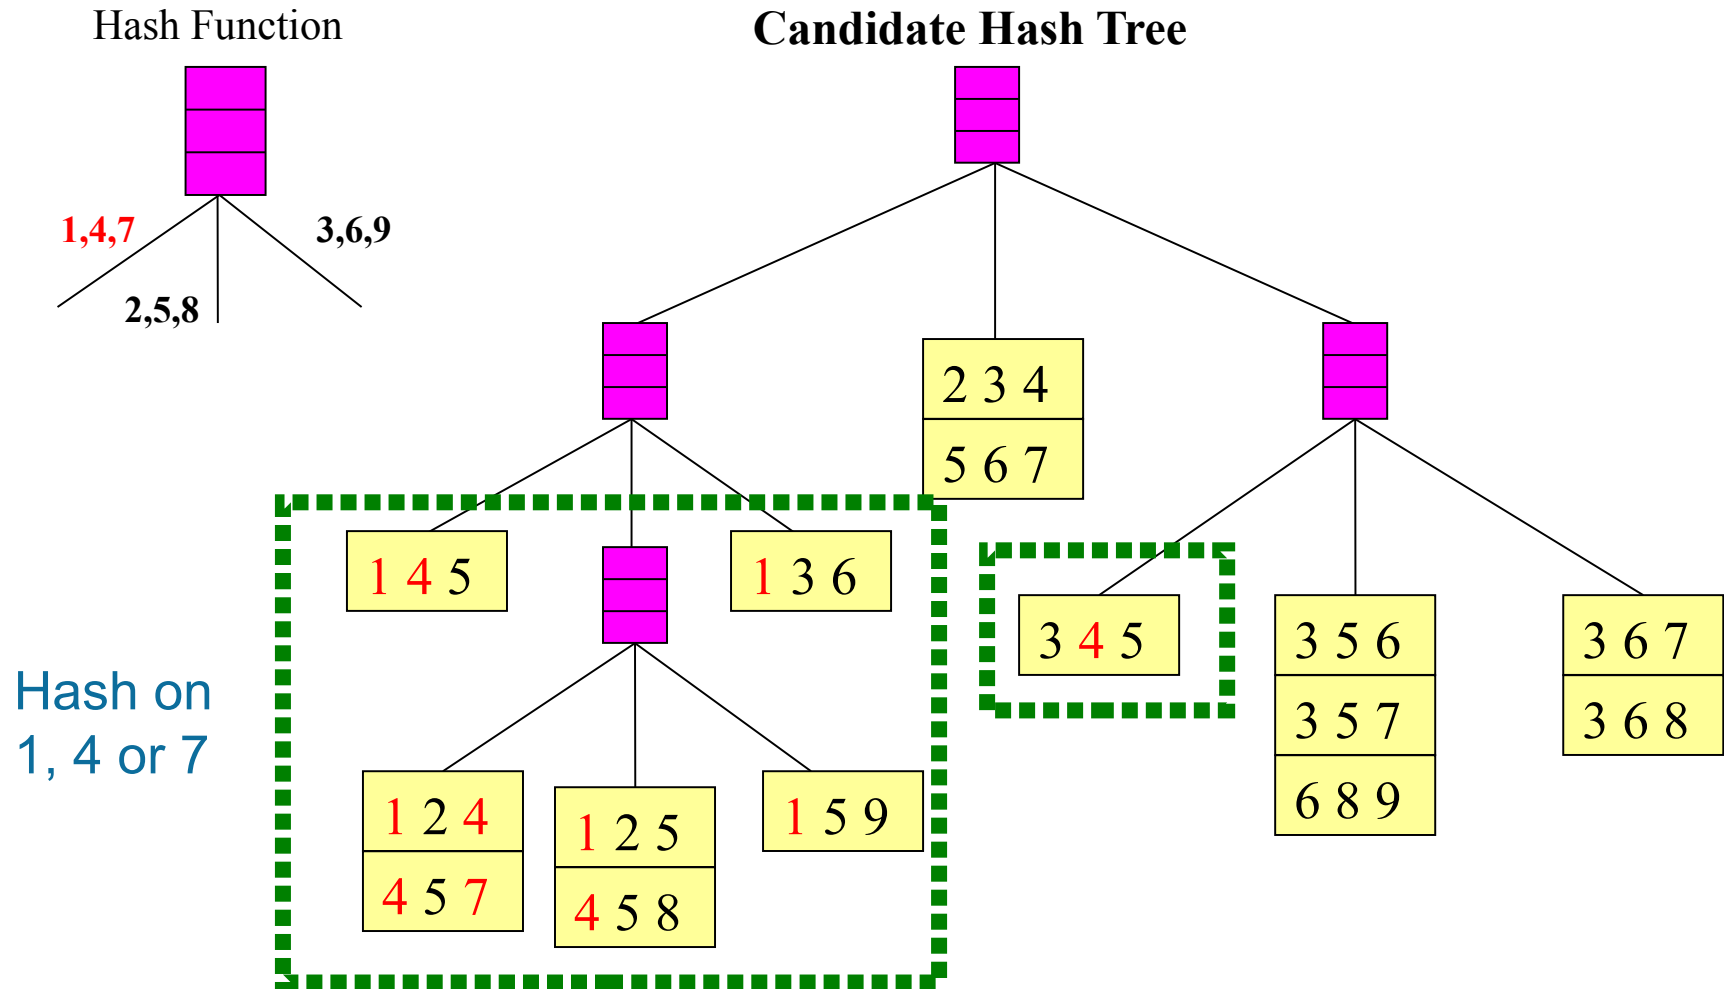 Hash Function
Candidate Hash Tree
1,4,7
3,6,9
2,5,8
2 3 4
5 6 7
1 4 5
1 3 6
3 4 5
3 5 6
3 6 7
3 5 7
3 6 8
6 8 9
Hash on
1, 4 or 7
1 2 4
1 2 5
1 5 9
4 5 7
4 5 8